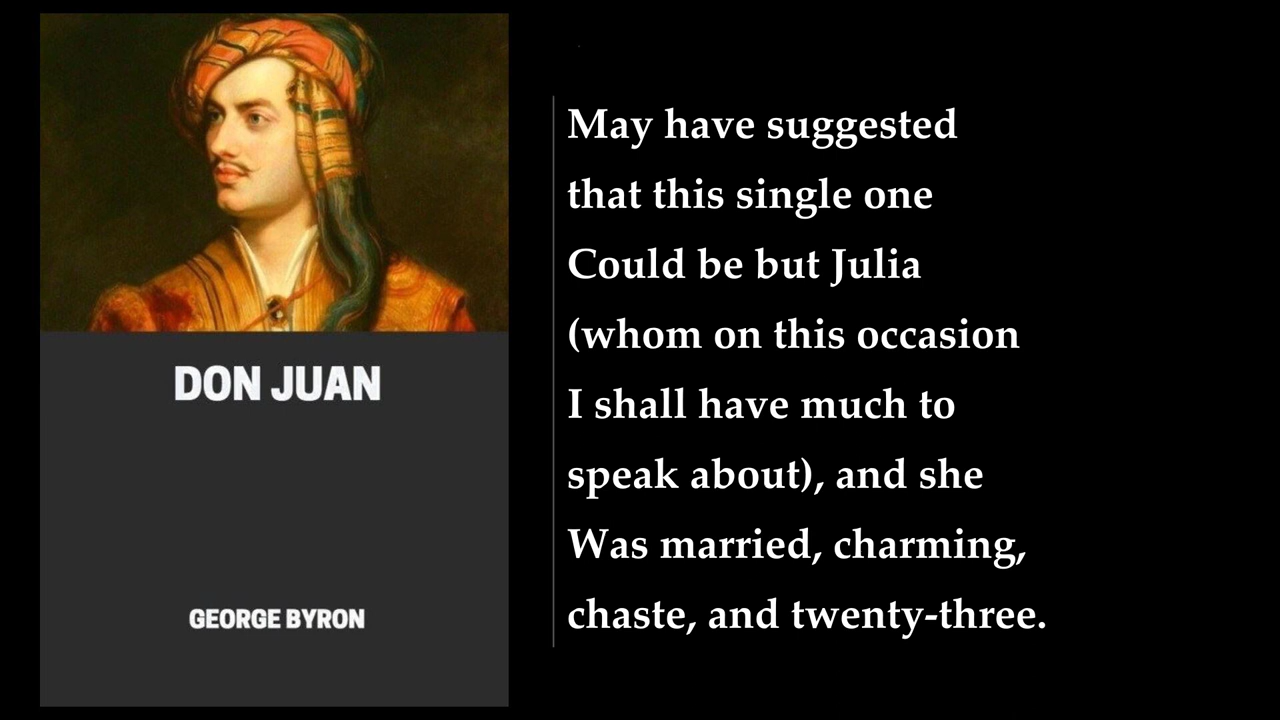 DON JUAN
GEORGE BYRON
May have suggested
that this single one
Could be but Julia
(whom on this occasion
I shall have much to
speak about), and she
Was married, charming,
chaste, and twenty-three.